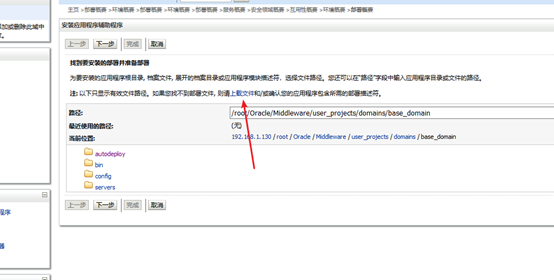 主页 >部署概要 >环境概要 >部署概要 >环境概要 >部署概要 >服务概要 >安全领域概要 >互用性概要 >环境概要 >部署概要
加或删除此域中
安装应用程序辅助程序
上一步 下一步 完成 取消
找到要安装的部署并准备部署
为要安装的应用程序根目录, 档案文件, 展开的档案目录或应用程序模块描述符．选择文件路径。您还可以在"路径"字段中输入应用程序目录或文件的路径。
注: 以下只显示有效文件路径。如果您找不到部署文件, 则请上载文件和/或确认您的应用程序包含所需的部署描述符。
路径: /root/Oracle/Middleware/user_projects/domains/base_domain
最近使用的路径: (无)
当前位置: 192.168.1.130 / root / Oracle / Middleware / user_projects / domains / base_domain
autodeploy
bin
config
servers
上一步 下一步 完成 取消
程序
器